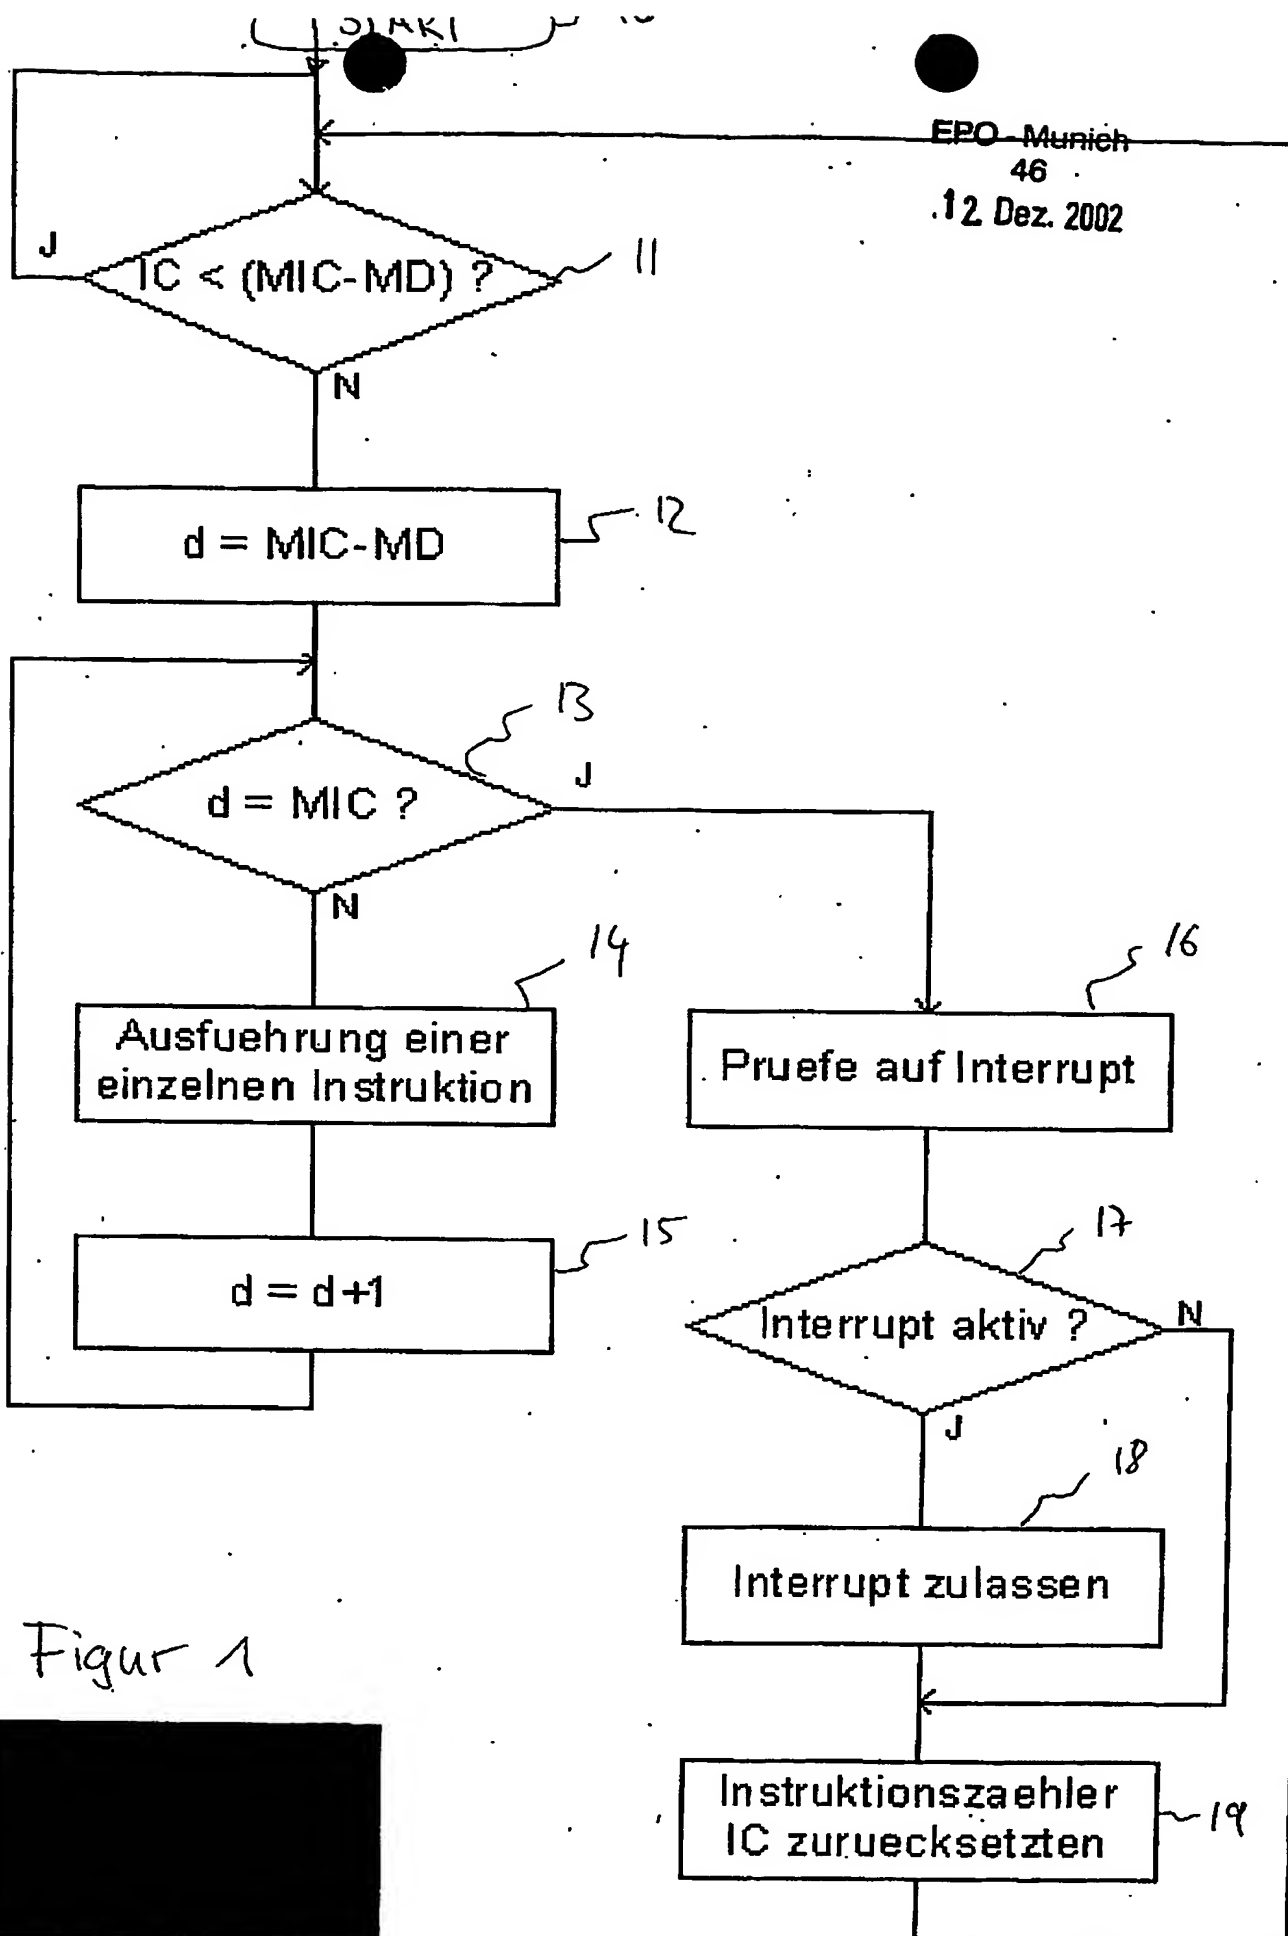 START
EPO - Munich
46
12 Dez. 2002
J
IC < (MIC-MD) ?
11
N
12
d = MIC-MD
13
J
d = MIC ?
N
14
16
Ausfuehrung einer
einzelnen Instruktion
Pruefe auf Interrupt
15
17
d = d+1
Interrupt aktiv ?
N
J
18
Interrupt zulassen
Figur 1
Instruktionszaehler
IC zuruecksetzten
19